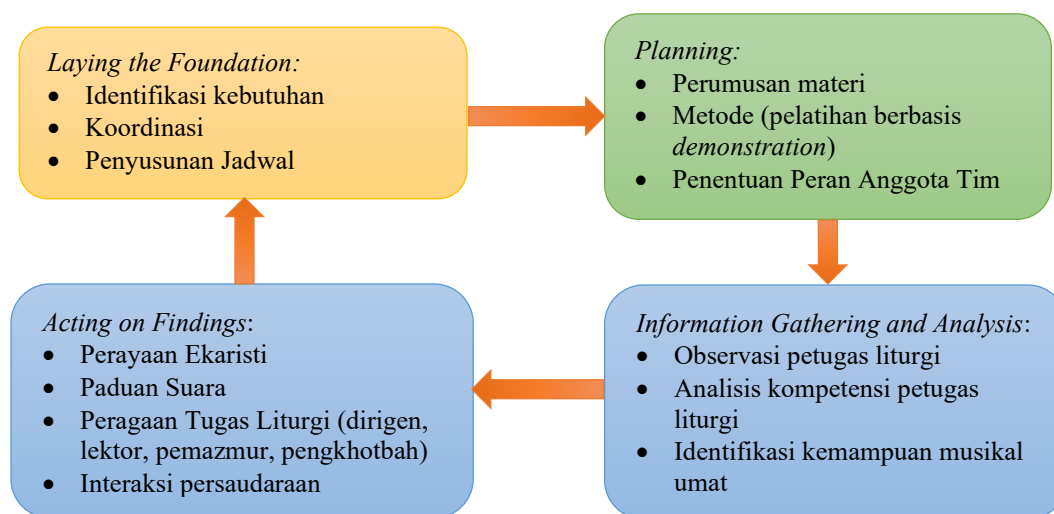 Laying the Foundation:
• Identifikasi kebutuhan
• Koordinasi
• Penyusunan Jadwal
Planning:
• Perumusan materi
• Metode (pelatihan berbasis
demonstration)
• Penentuan Peran Anggota Tim
Acting on Findings:
• Perayaan Ekaristi
• Paduan Suara
• Peragaan Tugas Liturgi (dirigen,
lektor, pemazmur, pengkhotbah)
• Interaksi persaudaraan
Information Gathering and Analysis:
• Observasi petugas liturgi
• Analisis kompetensi petugas
liturgi
• Identifikasi kemampuan musikal
umat